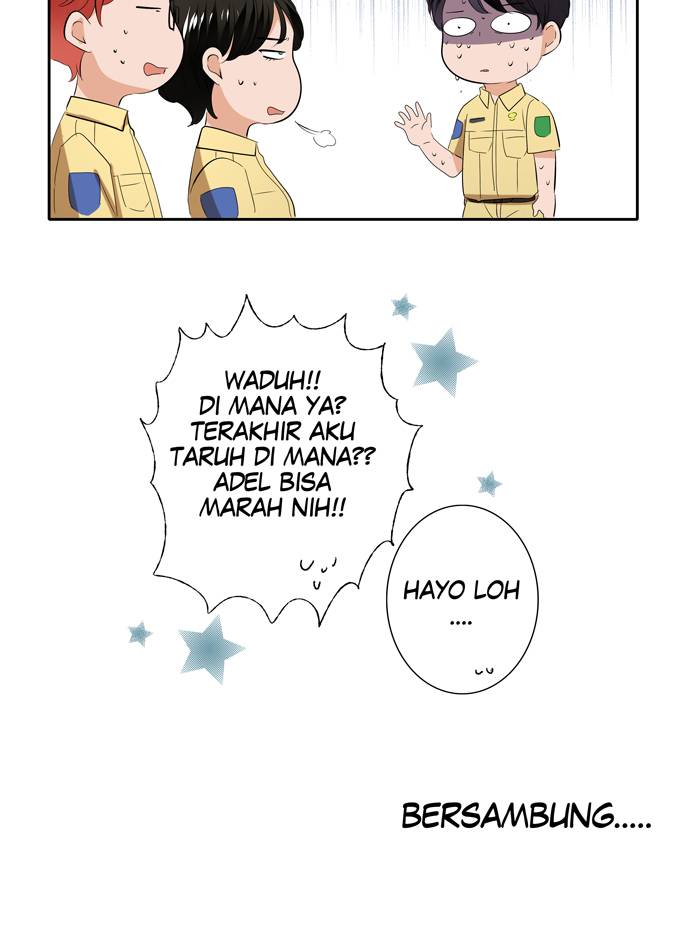 WADUH!!
DI MANA YA?
TERAKHIR AKU
TARUH DI MANA??
ADEL BISA
MARAH NIH!!
HAYO LOH
....
BERSAMBUNG.....